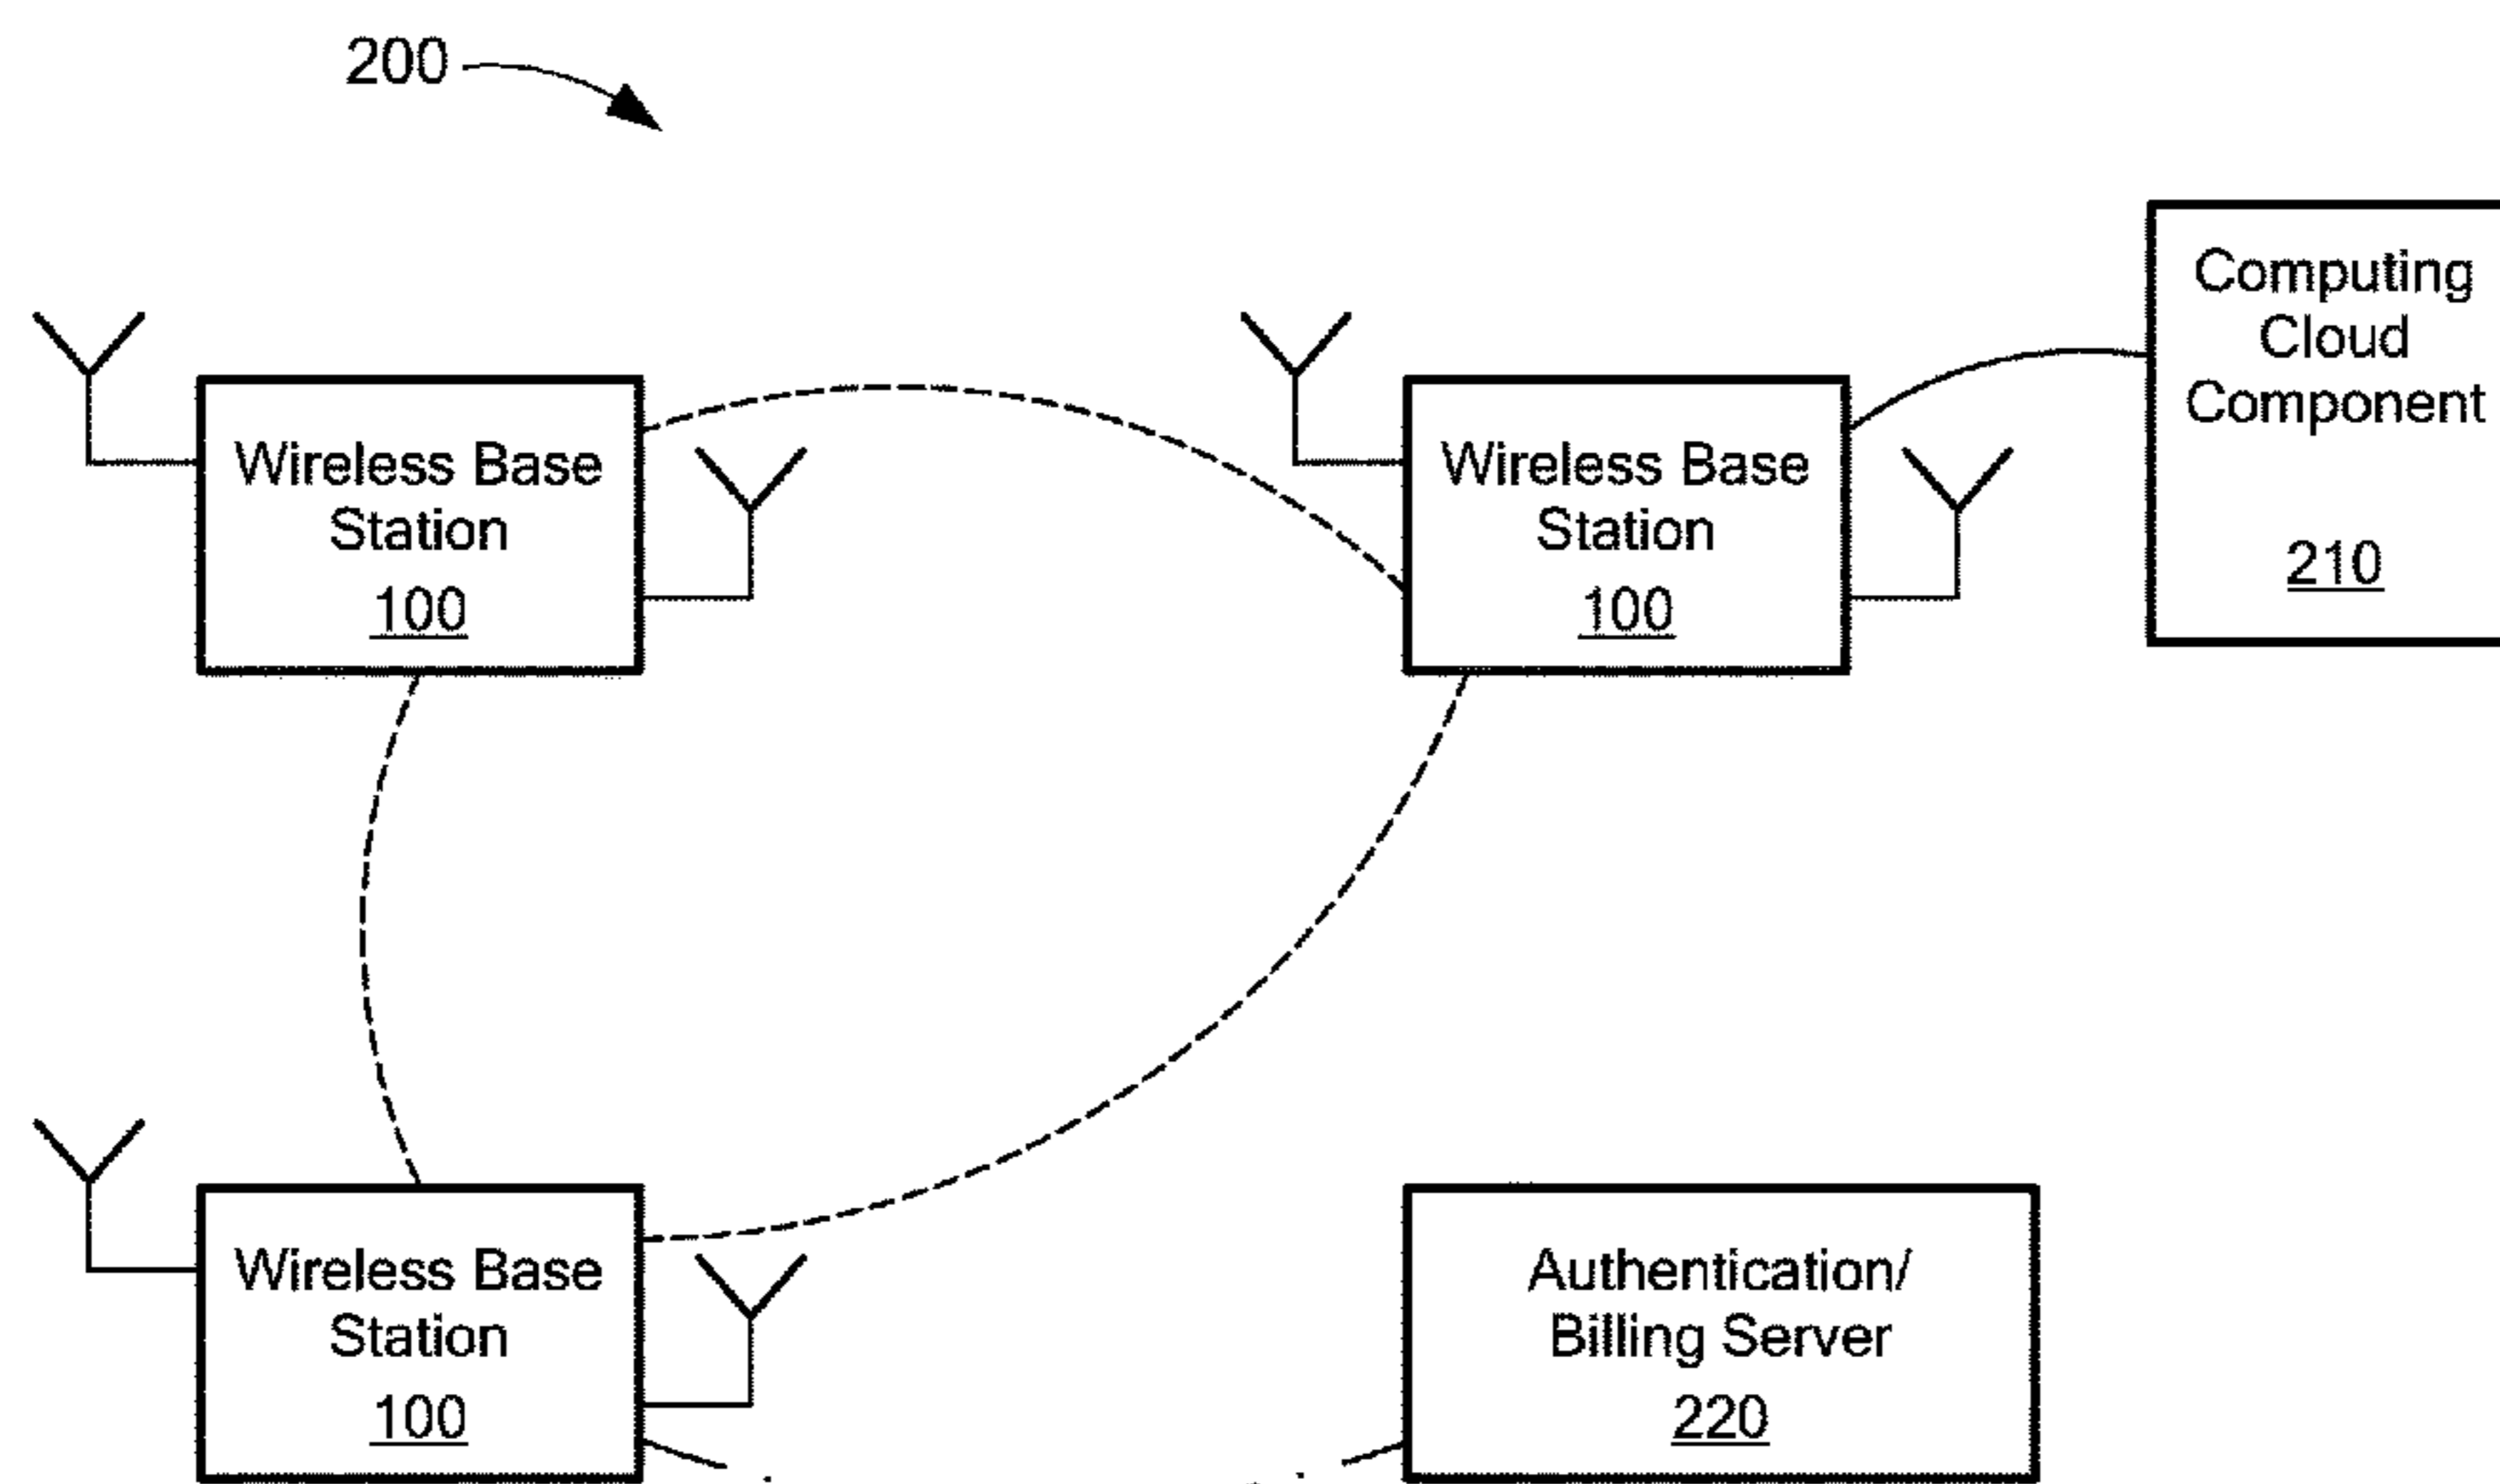 200
Computing
Cloud
Component
210
Wireless Base
Station
100
Wireless Base
Station
100
Wireless Base
Station
100
Authentication/
Billing Server
220